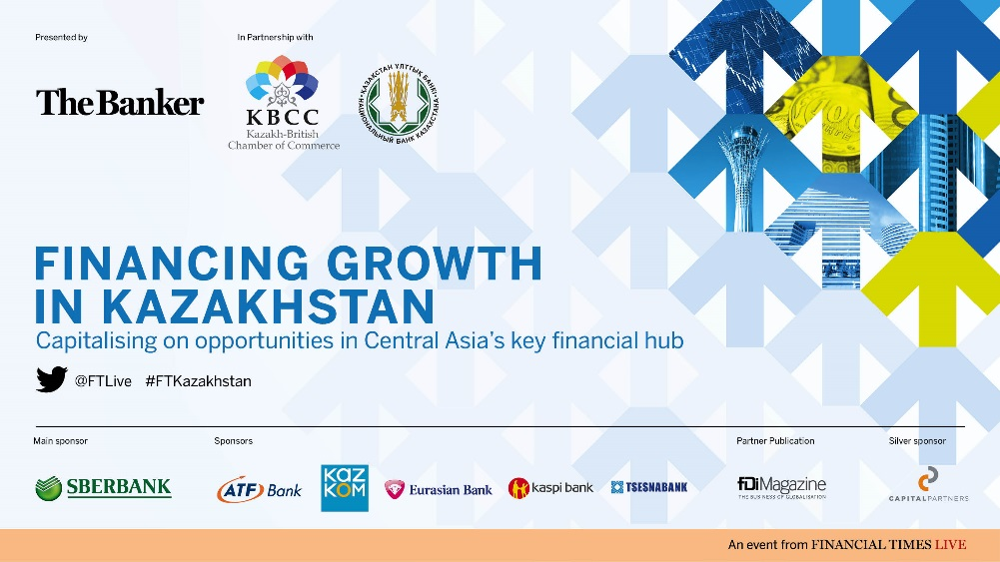 Presented by
In Partnership with
The Banker
KBCC
Kazakh-British
Chamber of Commerce
ҚАЗАҚСТАН ҰЛТТЫҚ БАНКІ
НАЦИОНАЛЬНЫЙ БАНК КАЗАХСТАНА
FINANCING GROWTH
IN KAZAKHSTAN
Capitalising on opportunities in Central Asia's key financial hub
@FTLive #FTKazakhstan
Main sponsor
Sponsors
Partner Publication
Silver sponsor
SBERBANK
ATF Bank
KAZ
KOM
Eurasian Bank
kaspi bank
TSESNABANK
fDi Magazine
THE BUSINESS OF GLOBALISATION
CAPITALPARTNERS
An event from FINANCIAL TIMES LIVE